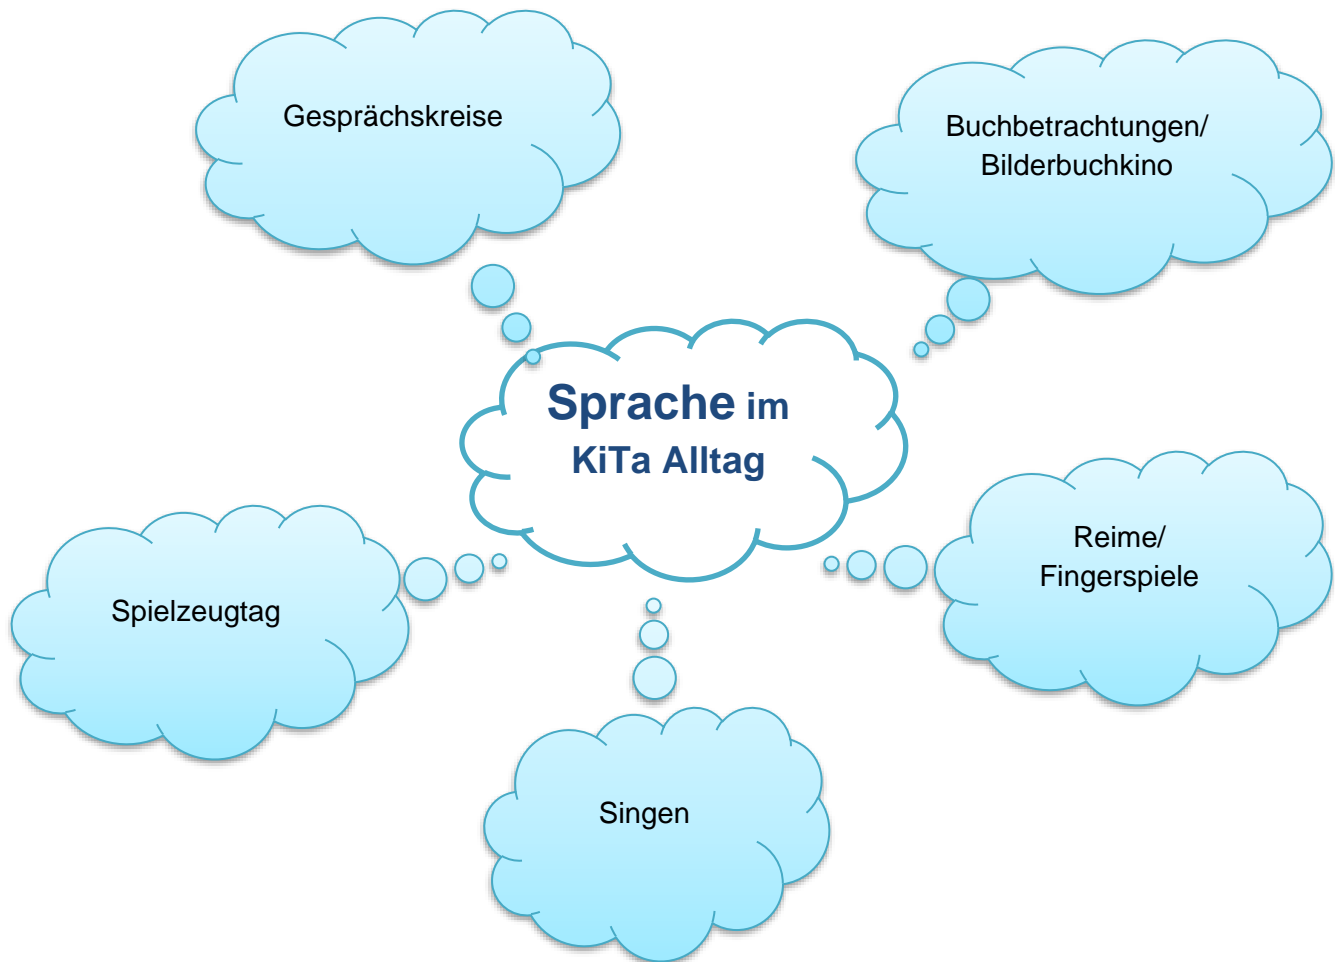 Gesprächskreise
Buchbetrachtungen/
Bilderbuchkino
Sprache im
KiTa Alltag
Reime/
Fingerspiele
Spielzeugtag
Singen